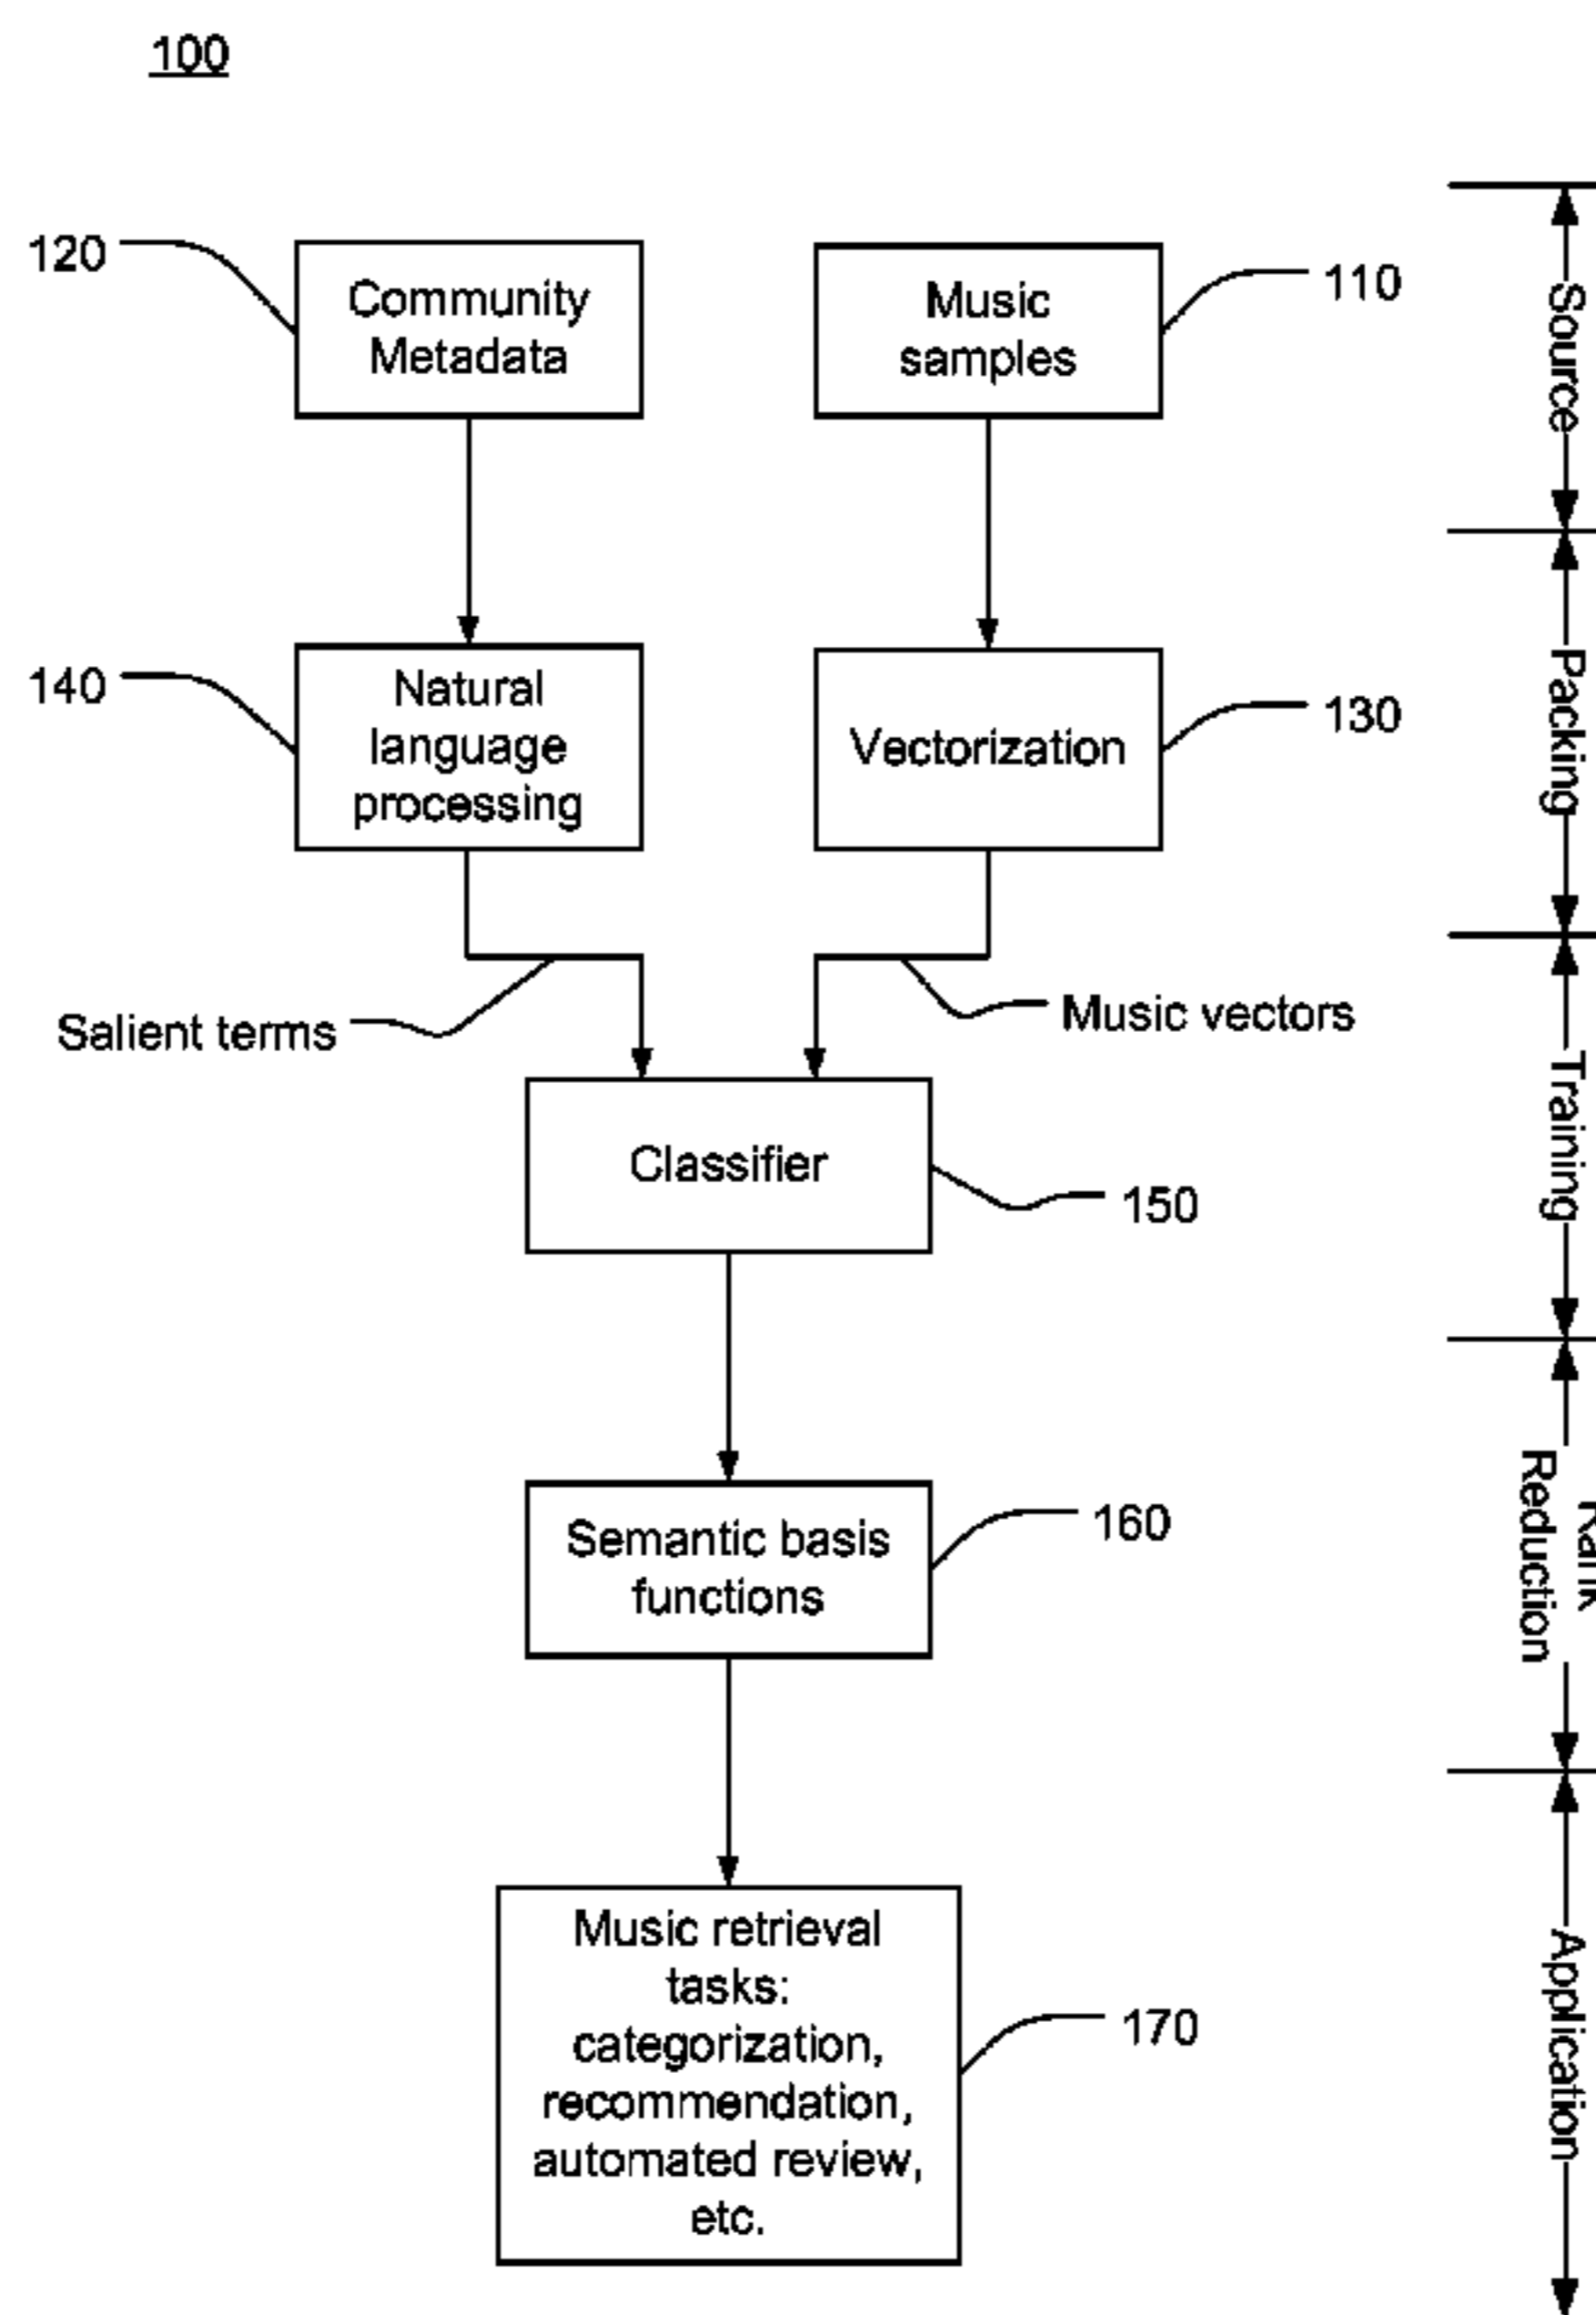 100
120
Community
Metadata
Music
samples
110
Source
140
Natural
language
processing
Vectorization
130
Packing
Salient terms
Music vectors
Classifier
150
Training
Semantic basis
functions
160
Rank
Reduction
Music retrieval
tasks:
categorization,
recommendation,
automated review,
etc.
170
Application